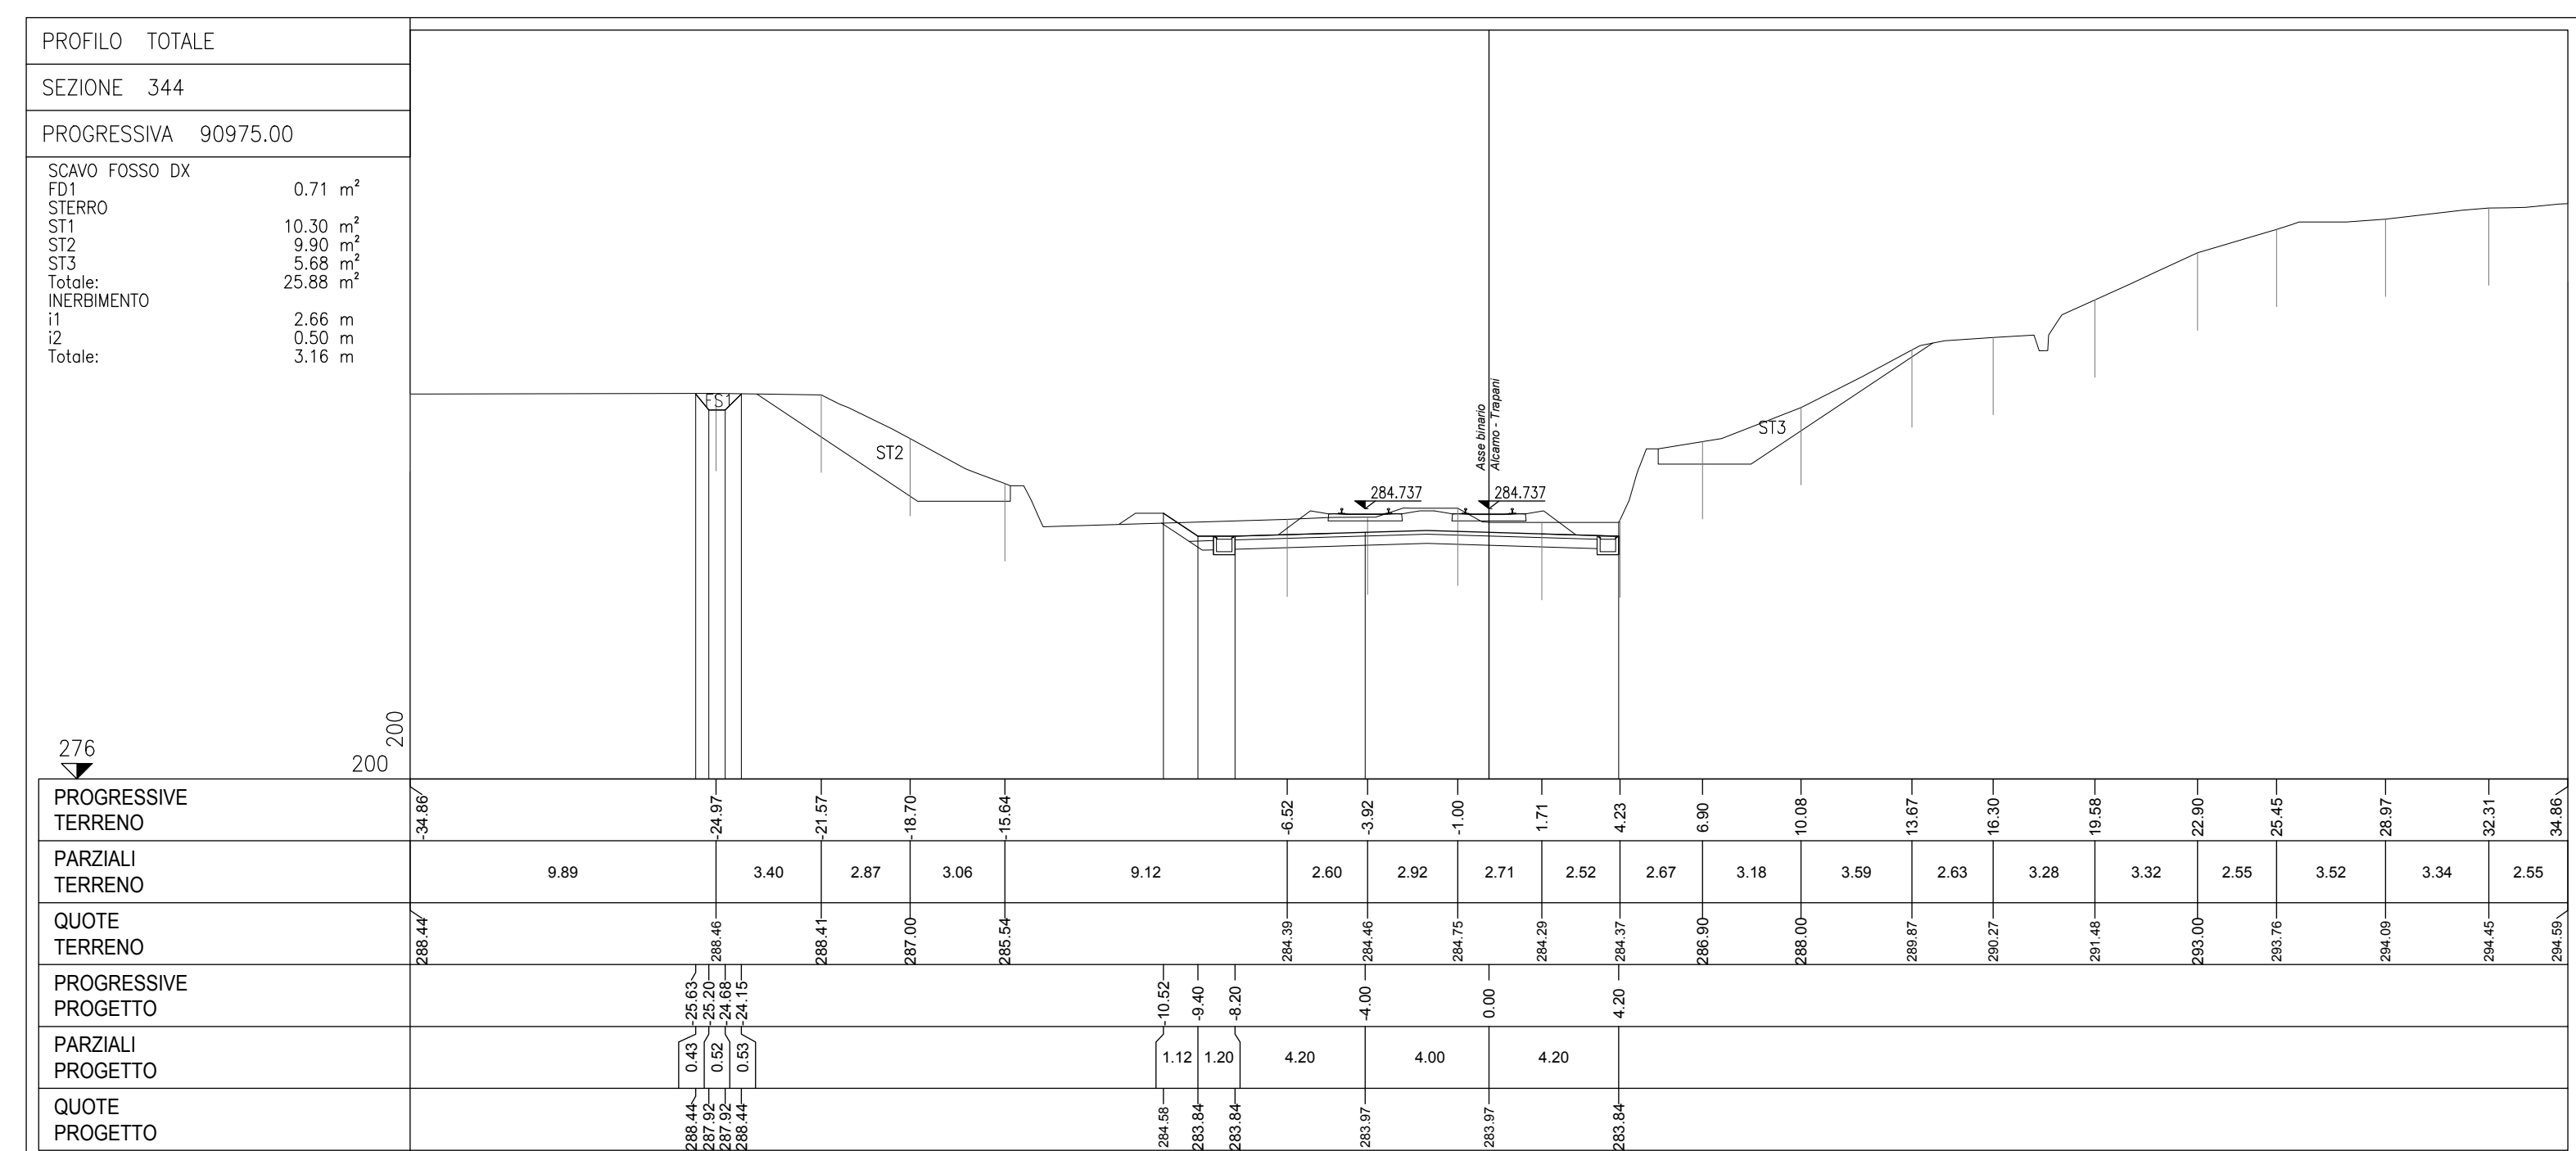 PROFILO TOTALE
SEZIONE 344
PROGRESSIVA 90975.00
SCAVO FOSSO DX
FD1 0.71 m²
STERRO
ST1 10.30 m²
ST2 9.90 m²
ST3 5.68 m²
Totale: 25.88 m²
INERBIMENTO
i1 2.66 m
i2 0.50 m
Totale: 3.16 m
FS1
ST2
Asse binario
Alcamo - Trapani
ST3
284.737 284.737
200
276 200
PROGRESSIVE
TERRENO
-34.86 -24.97 -21.57 -18.70 -15.64 -6.52 -3.92 -1.00 1.71 4.23 6.90 10.08 13.67 16.30 19.58 22.90 25.45 28.97 32.31 34.86
PARZIALI
TERRENO
9.89 3.40 2.87 3.06 9.12 2.60 2.92 2.71 2.52 2.67 3.18 3.59 2.63 3.28 3.32 2.55 3.52 3.34 2.55
QUOTE
TERRENO
288.44 288.46 288.41 287.00 285.54 284.39 284.46 284.75 284.29 284.37 286.90 288.00 289.87 290.27 291.48 293.00 293.76 294.09 294.45 294.59
PROGRESSIVE
PROGETTO
-25.63 -25.20 -24.68 -24.15 -10.52 -9.40 -8.20 -4.00 0.00 4.20
PARZIALI
PROGETTO
0.43 0.52 0.53 1.12 1.20 4.20 4.00 4.20
QUOTE
PROGETTO
288.44 287.92 287.92 288.44 284.58 283.84 283.84 283.97 283.97 283.84